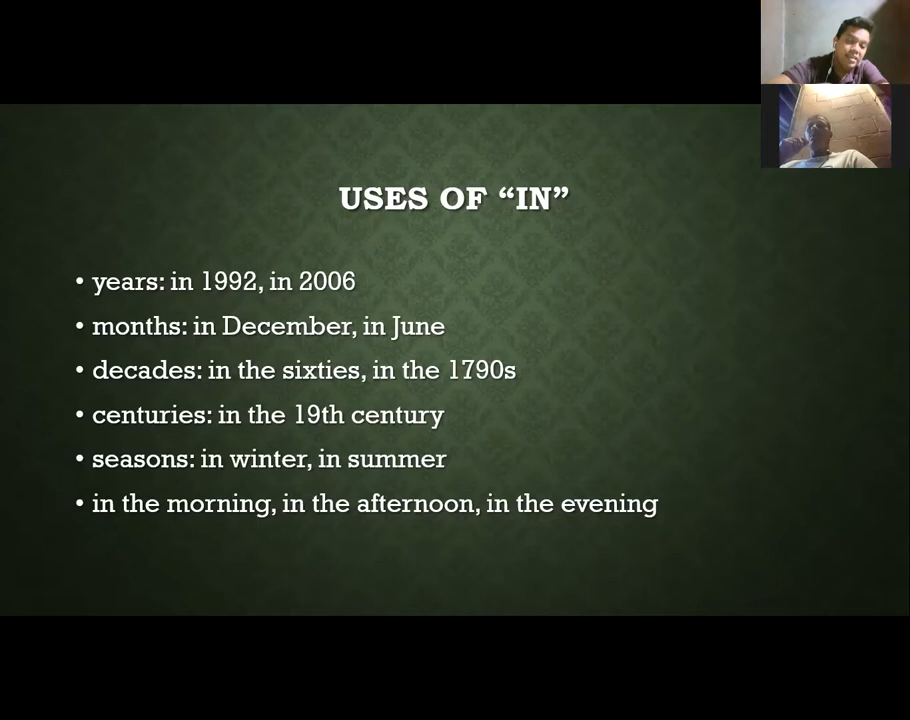 USES OF “IN”
• years: in 1992, in 2006
• months: in December, in June
• decades: in the sixties, in the 1790s
• centuries: in the 19th century
• seasons: in winter, in summer
• in the morning, in the afternoon, in the evening